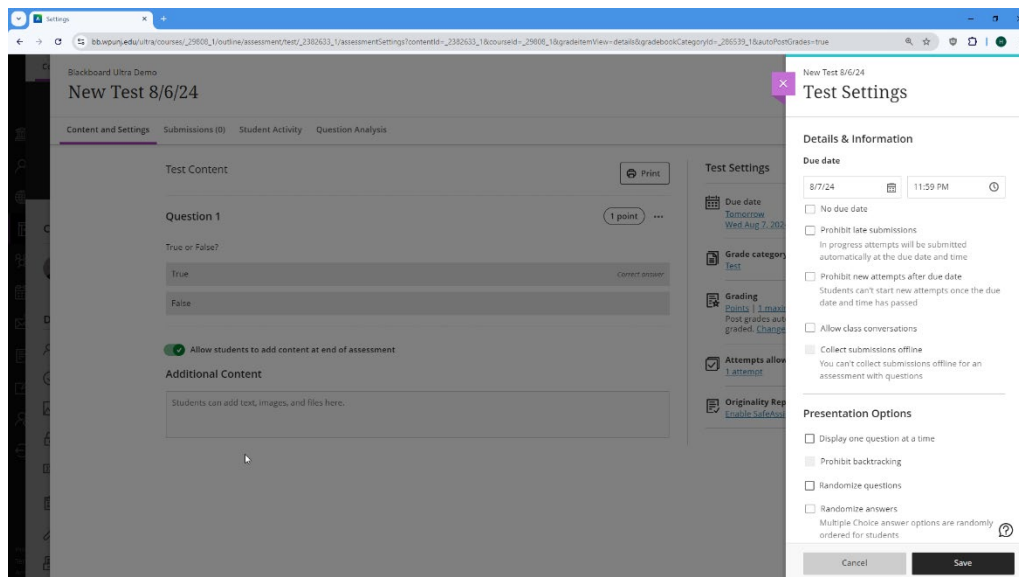 Settings
bb.wpunj.edu/ultra/courses/_29808_1/outline/assessment/test/_2382633_1/assessmentSettings?contentId=_2382633_1&courseId=_29808_1&gradeitemView=details&gradebookCategoryId=_286539_1&autoPostGrades=true
Blackboard Ultra Demo
New Test 8/6/24
Content and Settings Submissions (0) Student Activity Question Analysis
Test Content
Print
Question 1
1 point
True or False?
True
Correct answer
False
Allow students to add content at end of assessment
Additional Content
Students can add text, images, and files here.
Test Settings
Due date
Tomorrow
Wed Aug 7, 202
Grade category
Test
Grading
Points | 1 maxi
Post grades aut
graded. Change
Attempts allow
1 attempt
Originality Rep
Enable SafeAssi
New Test 8/6/24
Test Settings
Details & Information
Due date
8/7/24 11:59 PM
No due date
Prohibit late submissions
In progress attempts will be submitted
automatically at the due date and time
Prohibit new attempts after due date
Students can't start new attempts once the due
date and time has passed
Allow class conversations
Collect submissions offline
You can't collect submissions offline for an
assessment with questions
Presentation Options
Display one question at a time
Prohibit backtracking
Randomize questions
Randomize answers
Multiple Choice answer options are randomly
ordered for students
Cancel Save